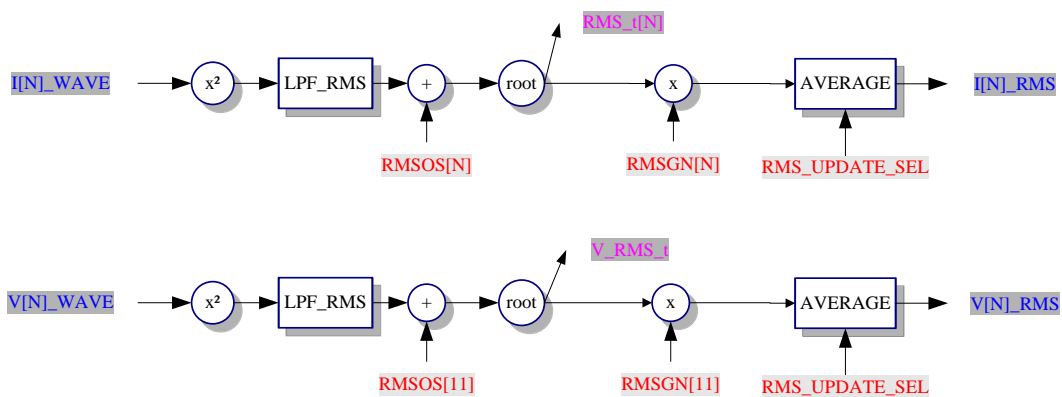 RMS_t[N]
I[N]_WAVE
x²
LPF_RMS
+
root
x
AVERAGE
I[N]_RMS
RMSOS[N]
RMSGN[N]
RMS_UPDATE_SEL
V_RMS_t
V[N]_WAVE
x²
LPF_RMS
+
root
x
AVERAGE
V[N]_RMS
RMSOS[11]
RMSGN[11]
RMS_UPDATE_SEL